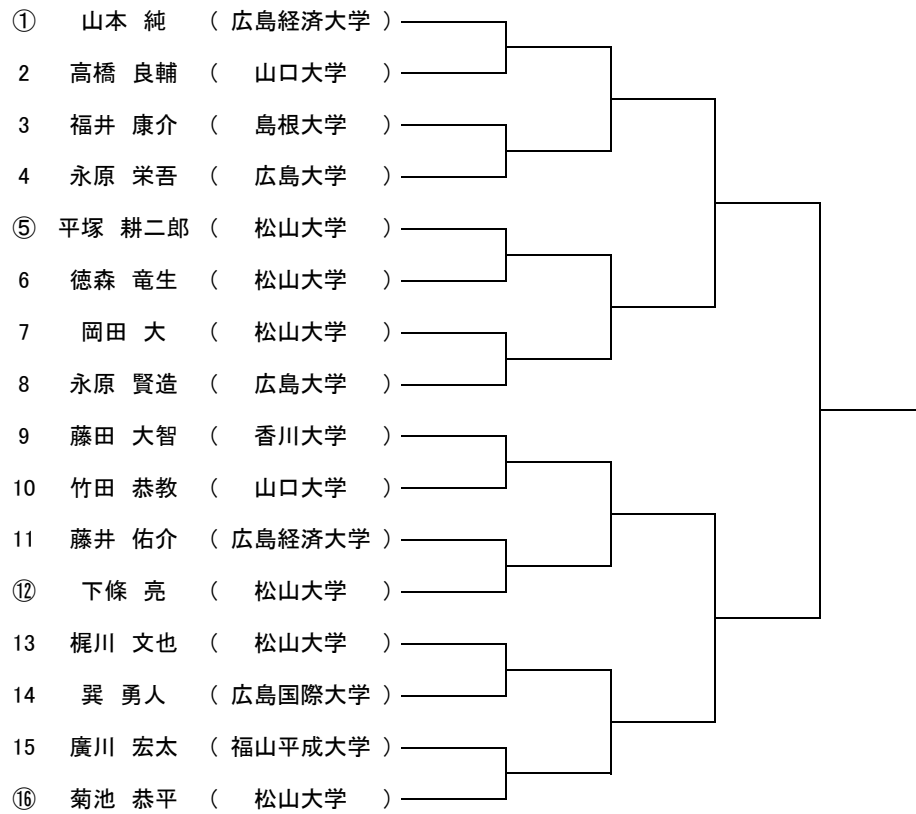 ① 山本 純 ( 広島経済大学 )
2 高橋 良輔 ( 山口大学 )
3 福井 康介 ( 島根大学 )
4 永原 栄吾 ( 広島大学 )
⑤ 平塚 耕二郎 ( 松山大学 )
6 徳森 竜生 ( 松山大学 )
7 岡田 大 ( 松山大学 )
8 永原 賢造 ( 広島大学 )
9 藤田 大智 ( 香川大学 )
10 竹田 恭教 ( 山口大学 )
11 藤井 佑介 ( 広島経済大学 )
⑫ 下條 亮 ( 松山大学 )
13 梶川 文也 ( 松山大学 )
14 巽 勇人 ( 広島国際大学 )
15 廣川 宏太 ( 福山平成大学 )
⑯ 菊池 恭平 ( 松山大学 )